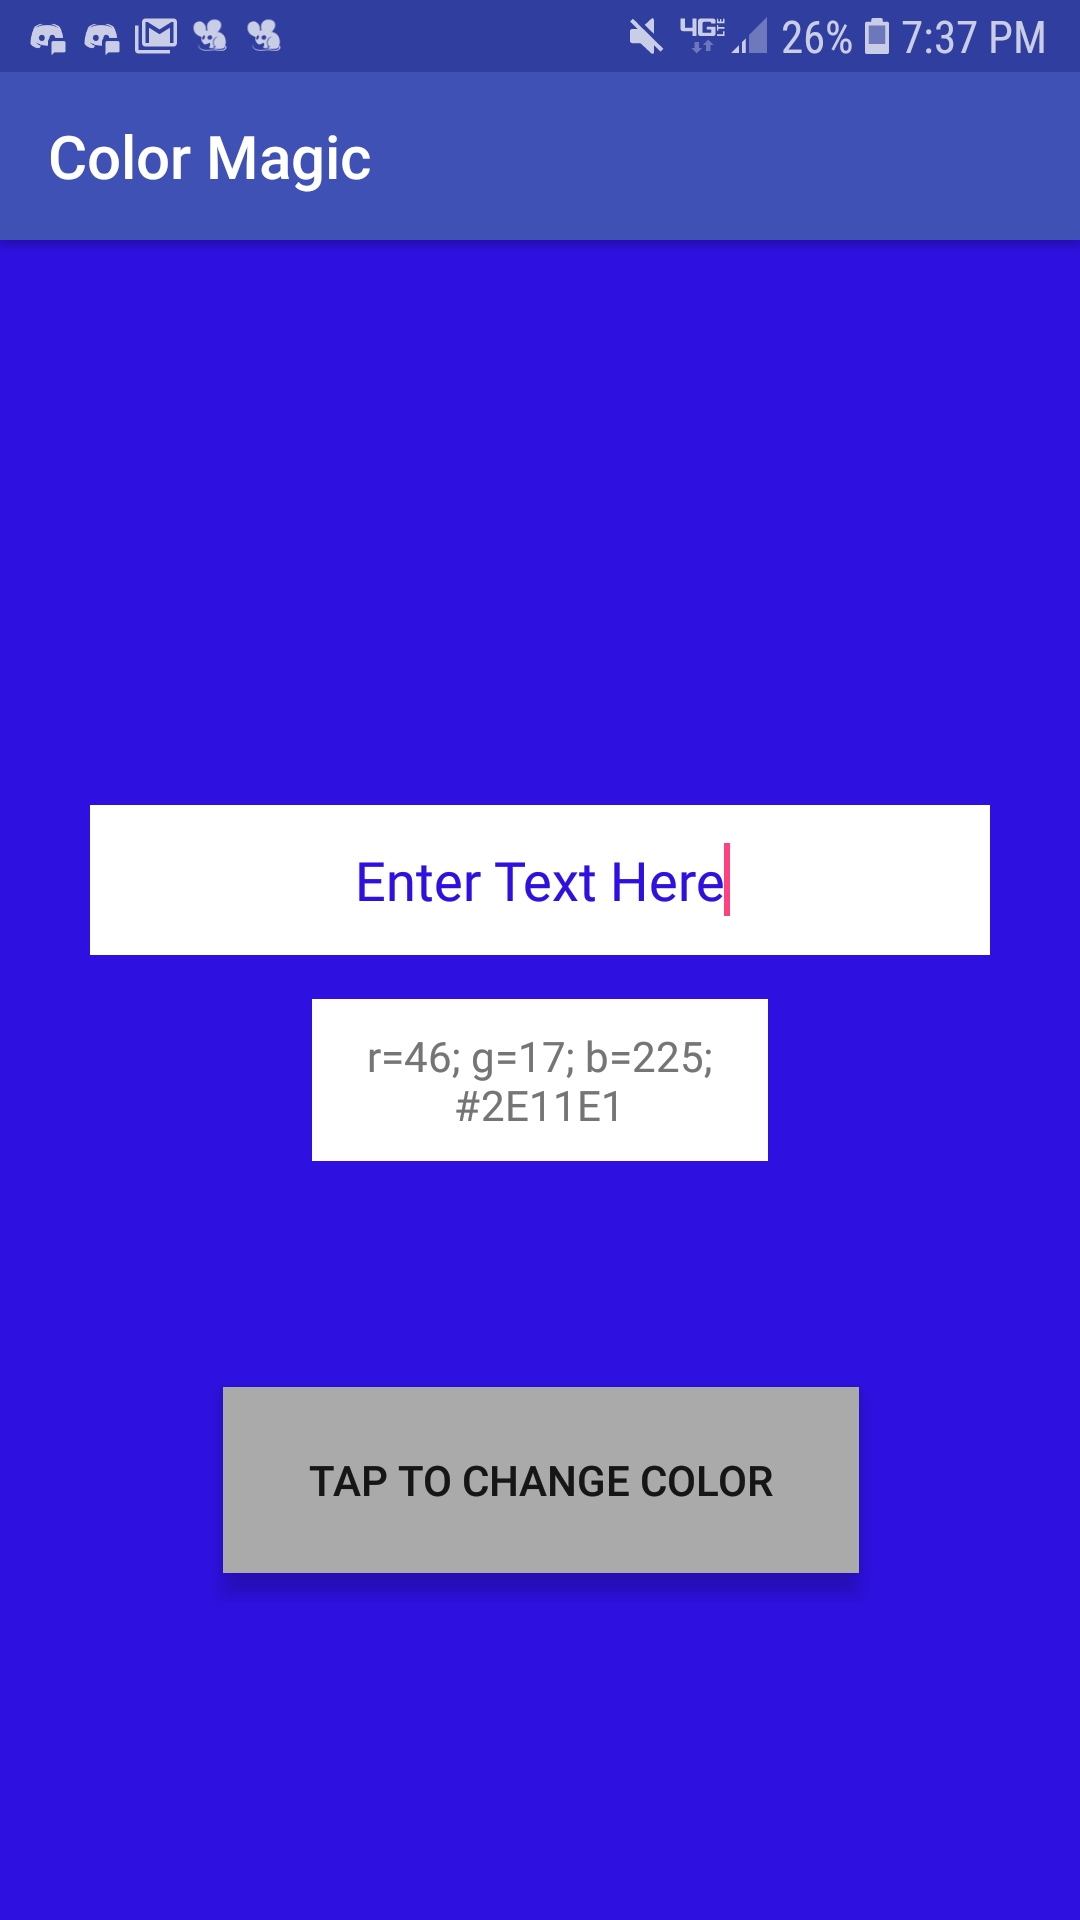 4G LTE 26% 7:37 PM
Color Magic
Enter Text Here
r=46; g=17; b=225;
#2E11E1
TAP TO CHANGE COLOR